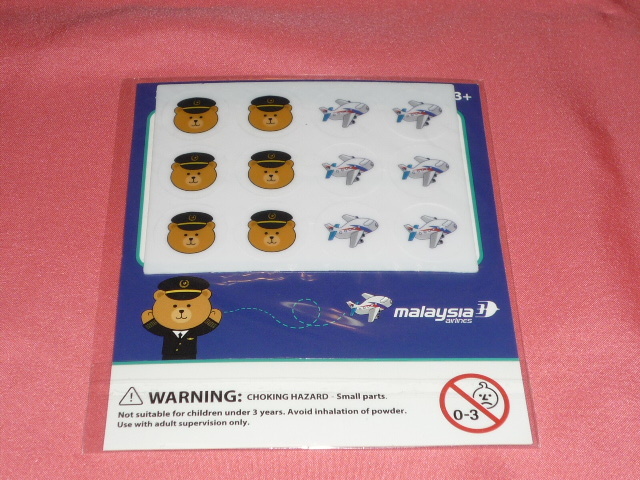 3+
malaysia
airlines
WARNING: CHOKING HAZARD - Small parts.
Not suitable for children under 3 years. Avoid inhalation of powder.
Use with adult supervision only.
0-3